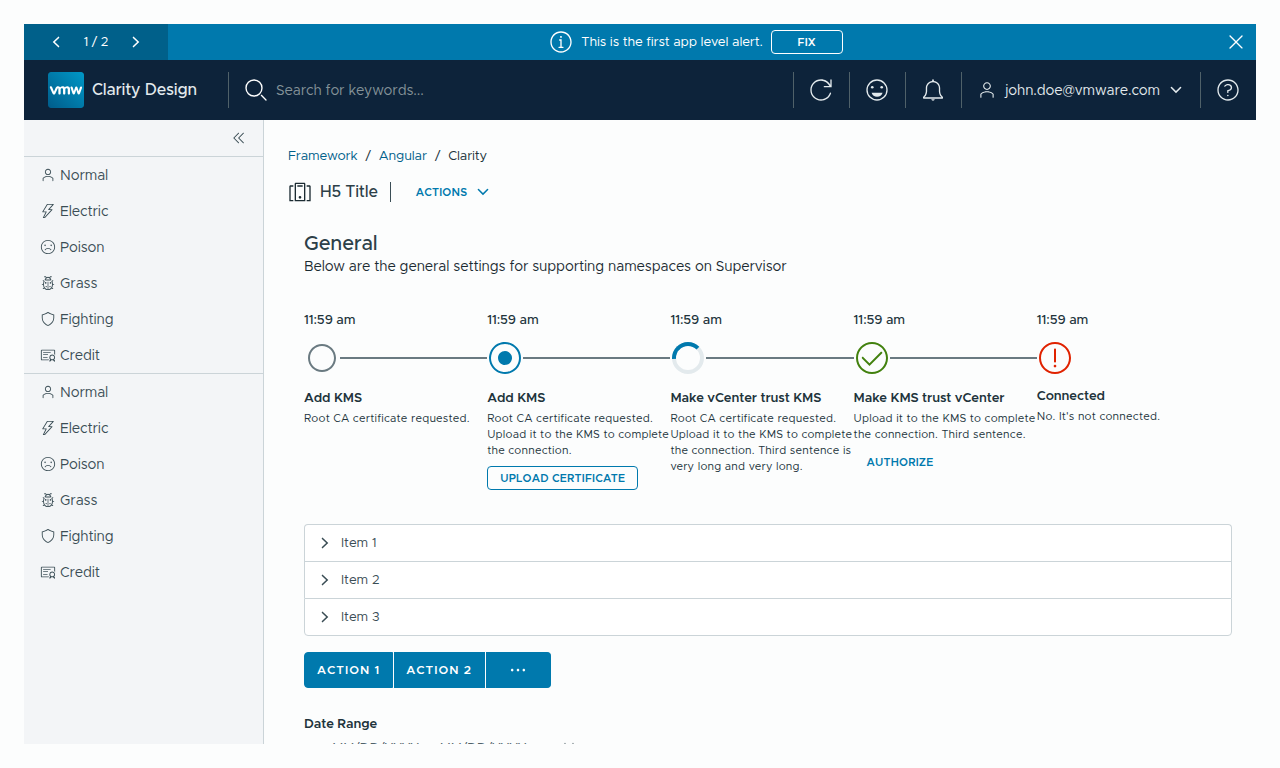 1 / 2
This is the first app level alert.
FIX
vmw
Clarity Design
Search for keywords...
john.doe@vmware.com
Normal
Electric
Poison
Grass
Fighting
Credit
Normal
Electric
Poison
Grass
Fighting
Credit
Framework / Angular / Clarity
H5 Title
ACTIONS
General
Below are the general settings for supporting namespaces on Supervisor
11:59 am
Add KMS
Root CA certificate requested.
11:59 am
Add KMS
Root CA certificate requested.
Upload it to the KMS to complete
the connection.
UPLOAD CERTIFICATE
11:59 am
Make vCenter trust KMS
Root CA certificate requested.
Upload it to the KMS to complete
the connection. Third sentence is
very long and very long.
11:59 am
Make KMS trust vCenter
Upload it to the KMS to complete
the connection. Third sentence.
AUTHORIZE
11:59 am
Connected
No. It's not connected.
Item 1
Item 2
Item 3
ACTION 1
ACTION 2
...
Date Range